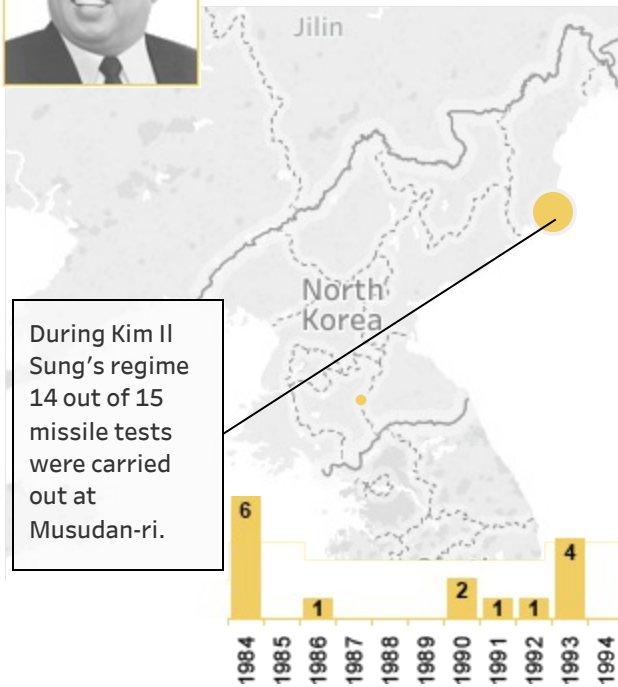 Jilin
North
Korea
During Kim Il
Sung's regime
14 out of 15
missile tests
were carried
out at
Musudan-ri.
6
1
2
1
1
4
1984
1985
1986
1987
1988
1989
1990
1991
1992
1993
1994